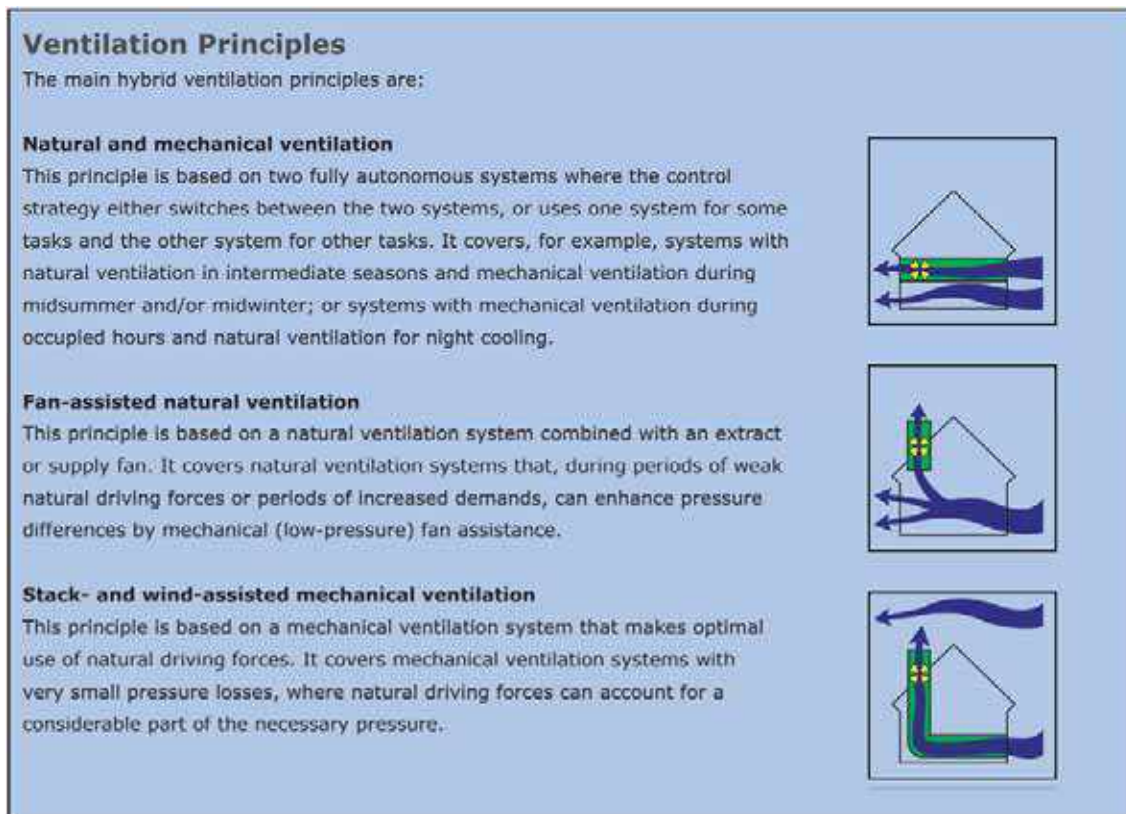 Ventilation Principles
The main hybrid ventilation principles are:
Natural and mechanical ventilation
This principle is based on two fully autonomous systems where the control
strategy either switches between the two systems, or uses one system for some
tasks and the other system for other tasks. It covers, for example, systems with
natural ventilation in intermediate seasons and mechanical ventilation during
midsummer and/or midwinter; or systems with mechanical ventilation during
occupied hours and natural ventilation for night cooling.
Fan-assisted natural ventilation
This principle is based on a natural ventilation system combined with an extract
or supply fan. It covers natural ventilation systems that, during periods of weak
natural driving forces or periods of increased demands, can enhance pressure
differences by mechanical (low-pressure) fan assistance.
Stack- and wind-assisted mechanical ventilation
This principle is based on a mechanical ventilation system that makes optimal
use of natural driving forces. It covers mechanical ventilation systems with
very small pressure losses, where natural driving forces can account for a
considerable part of the necessary pressure.